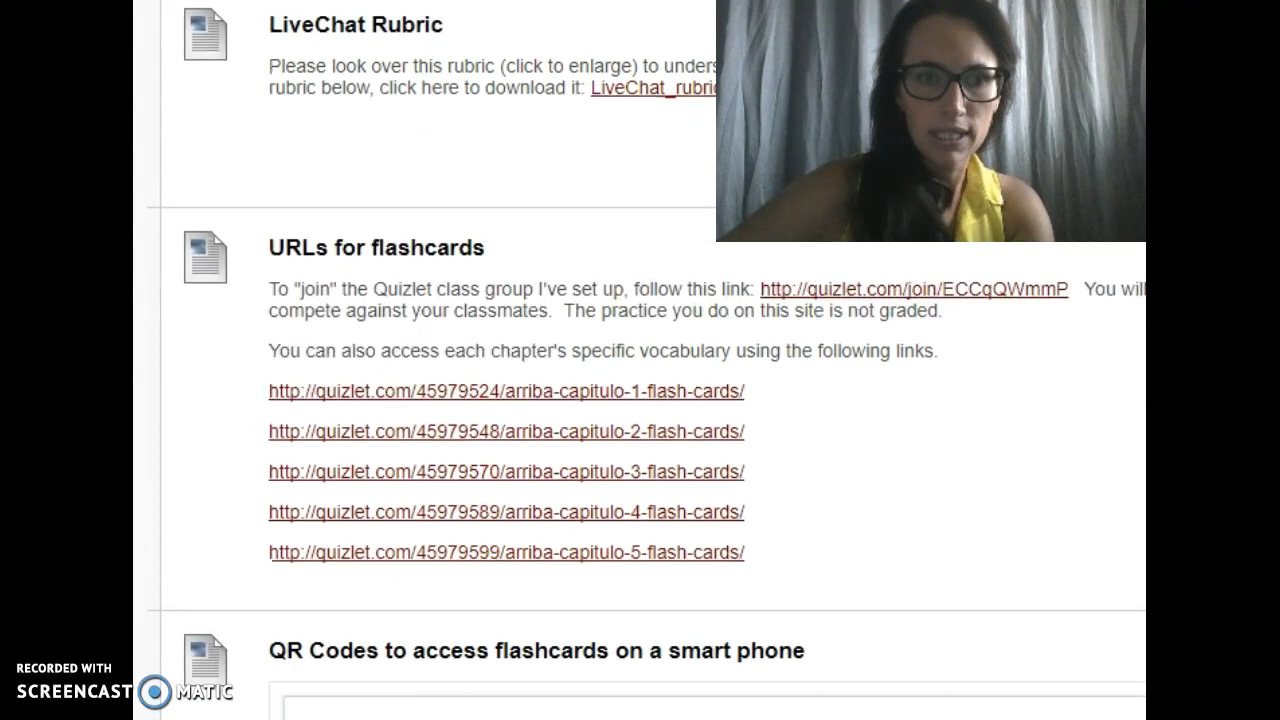 LiveChat Rubric
Please look over this rubric (click to enlarge) to
rubric below, click here to download it:
URLs for flashcards
To "join" the Quizlet class group I've set up, follow this link: http://quizlet.com/join/ECCqQWmmP You will
compete against your classmates. The practice you do on this site is not graded.
You can also access each chapter's specific vocabulary using the following links.
http://quizlet.com/45979524/arriba-capitulo-1-flash-cards/
http://quizlet.com/45979548/arriba-capitulo-2-flash-cards/
http://quizlet.com/45979570/arriba-capitulo-3-flash-cards/
http://quizlet.com/45979589/arriba-capitulo-4-flash-cards/
http://quizlet.com/45979599/arriba-capitulo-5-flash-cards/
QR Codes to access flashcards on a smart phone
RECORDED WITH
SCREENCAST MATIC